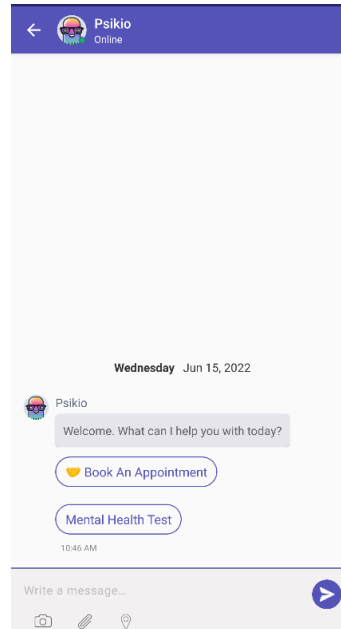 Psikio
Online
Wednesday Jun 15, 2022
Psikio
Welcome. What can I help you with today?
🤝 Book An Appointment
Mental Health Test
10:46 AM
Write a message...